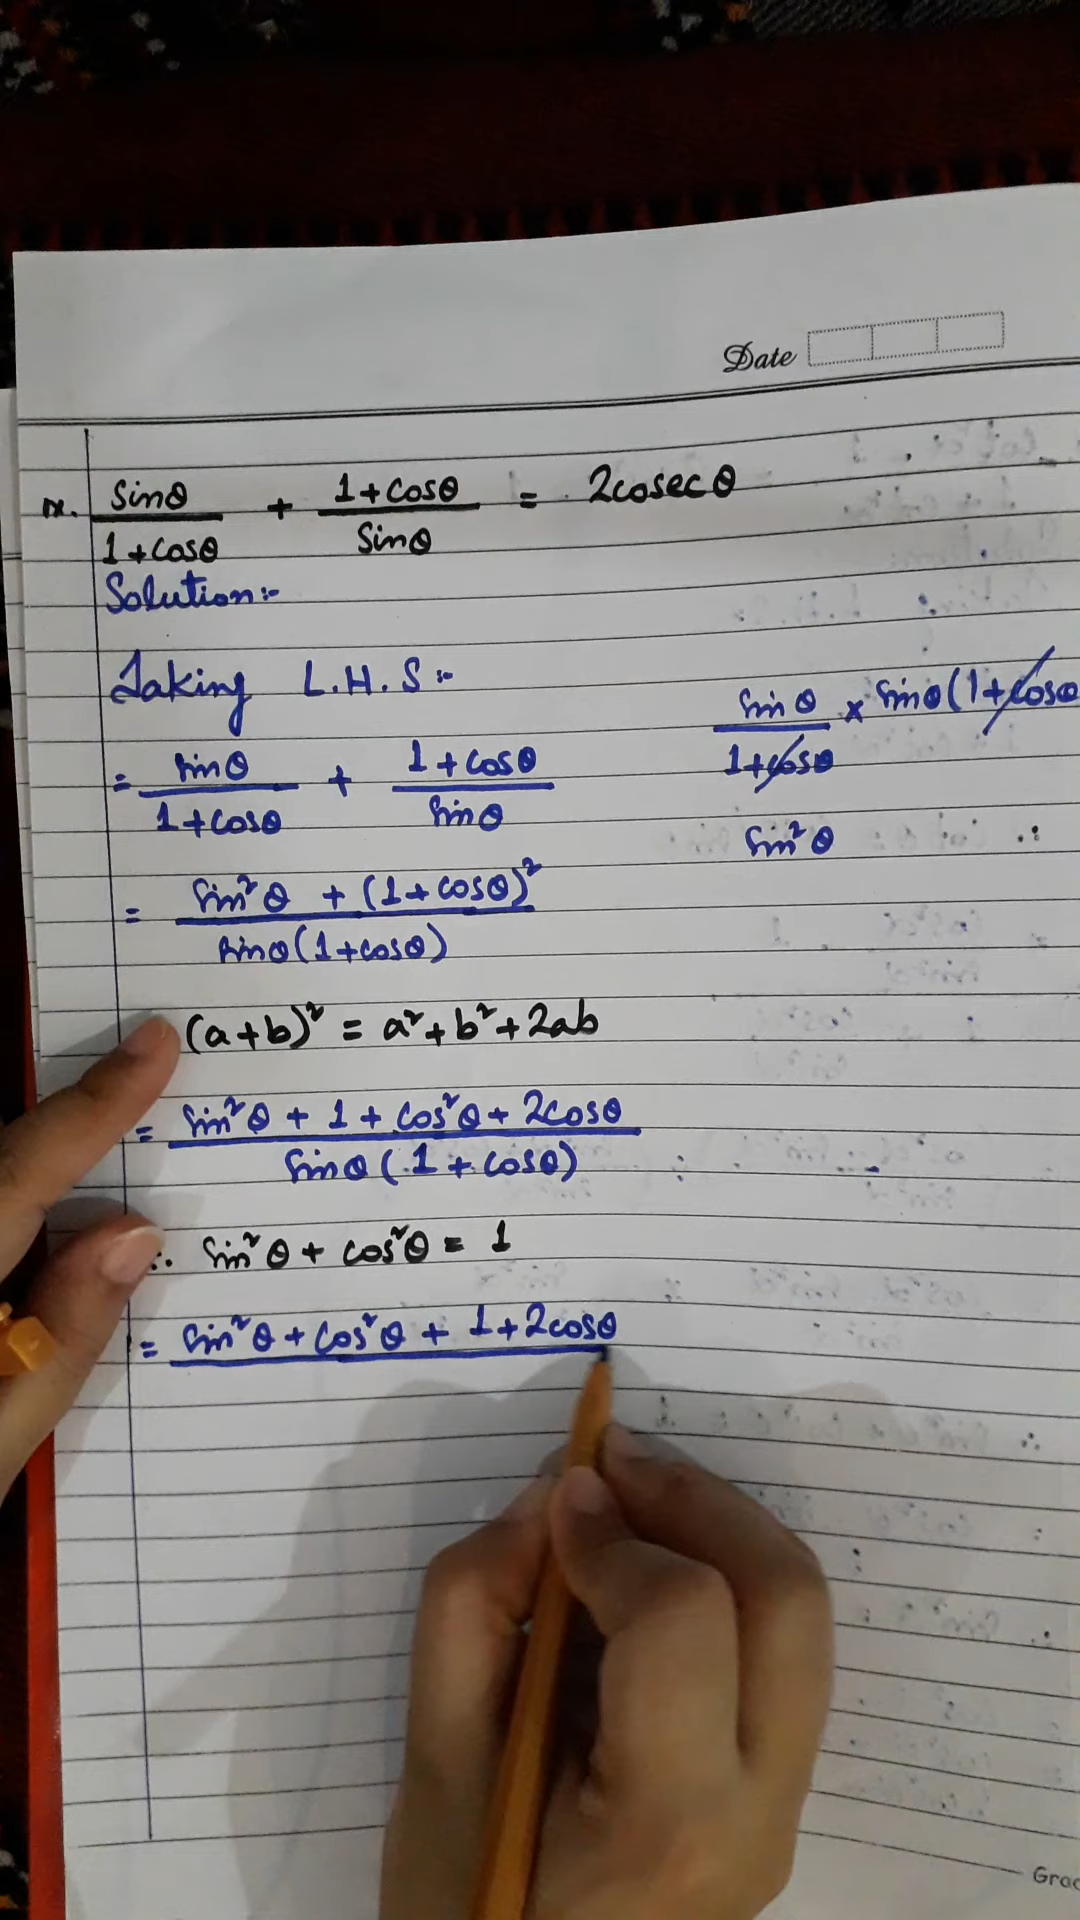 Date
ix. Sinθ/1+cosθ + 1+cosθ/Sinθ = 2cosecθ
Solution:-
Taking L.H.S:-
= sinθ/1+cosθ + 1+cosθ/sinθ
sinθ/1+cosθ × sinθ(1+cosθ
sin²θ
= sin²θ + (1+cosθ)²/sinθ(1+cosθ)
(a+b)² = a²+b²+2ab
= sin²θ + 1 + cos²θ + 2cosθ/sinθ(1+cosθ)
∴ sin²θ + cos²θ = 1
= sin²θ + cos²θ + 1+2cosθ